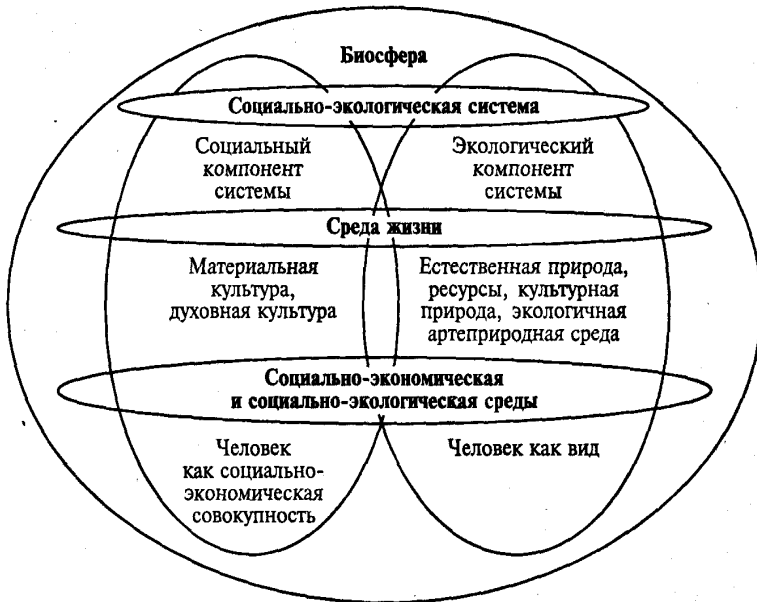 Биосфера
Социально-экологическая система
Социальный
компонент
системы
Экологический
компонент
системы
Среда жизни
Материальная
культура,
духовная культура
Естественная природа,
ресурсы, культурная
природа, экологичная
артеприродная среда
Социально-экономическая
и социально-экологическая среды
Человек
как социально-
экономическая
совокупность
Человек как вид